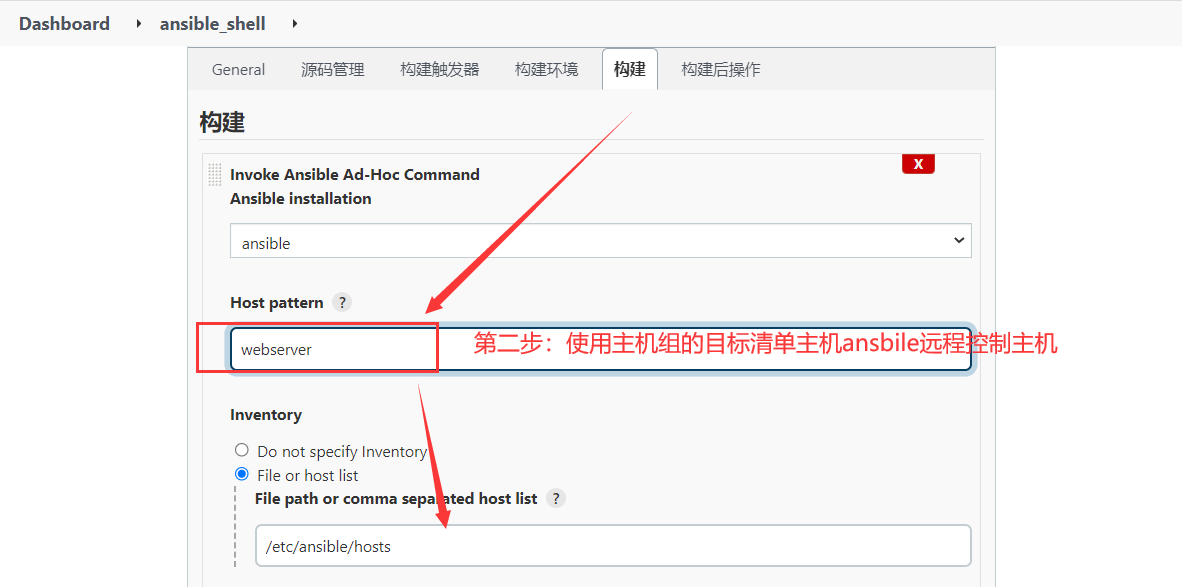 Dashboard ansible_shell
General 源码管理 构建触发器 构建环境 构建 构建后操作
构建
X
Invoke Ansible Ad-Hoc Command
Ansible installation
ansible
Host pattern ?
webserver
第二步：使用主机组的目标清单主机ansbile远程控制主机
Inventory
Do not specify Inventory
File or host list
File path or comma separated host list ?
/etc/ansible/hosts